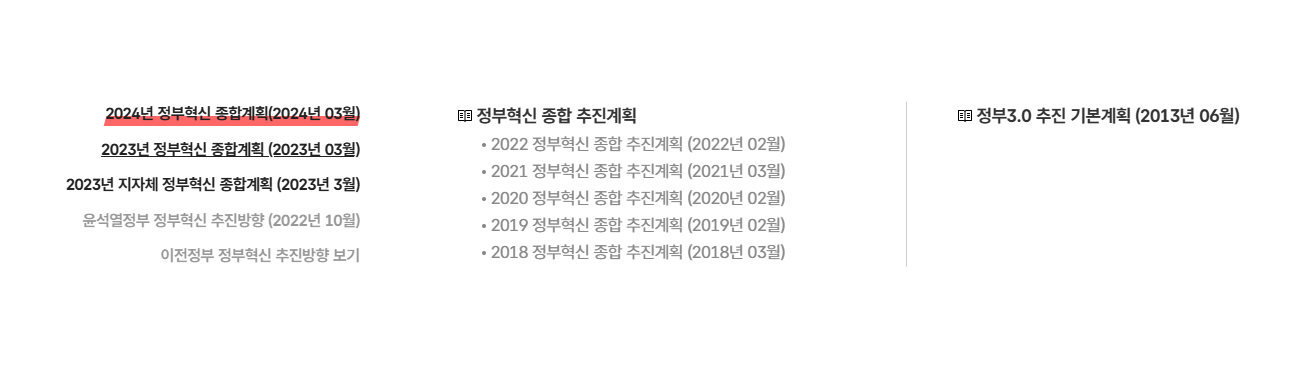 2024년 정부혁신 종합계획(2024년 03월)
2023년 정부혁신 종합계획 (2023년 03월)
2023년 지자체 정부혁신 종합계획 (2023년 3월)
윤석열정부 정부혁신 추진방향 (2022년 10월)
이전정부 정부혁신 추진방향 보기
정부혁신 종합 추진계획
• 2022 정부혁신 종합 추진계획 (2022년 02월)
• 2021 정부혁신 종합 추진계획 (2021년 03월)
• 2020 정부혁신 종합 추진계획 (2020년 02월)
• 2019 정부혁신 종합 추진계획 (2019년 02월)
• 2018 정부혁신 종합 추진계획 (2018년 03월)
정부3.0 추진 기본계획 (2013년 06월)